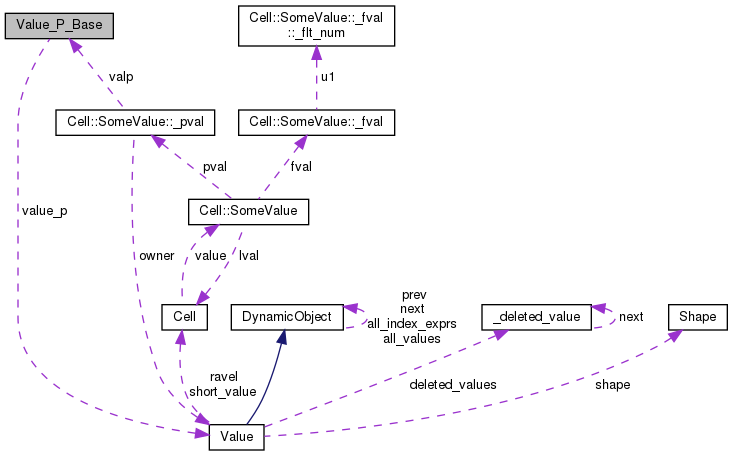 Value_P_Base
Cell::SomeValue::_fval
::_flt_num
valp
u1
Cell::SomeValue::_pval
Cell::SomeValue::_fval
pval
fval
value_p
Cell::SomeValue
owner
value
lval
prev
next
all_index_exprs
all_values
Cell
DynamicObject
_deleted_value
next
Shape
ravel
short_value
deleted_values
shape
Value